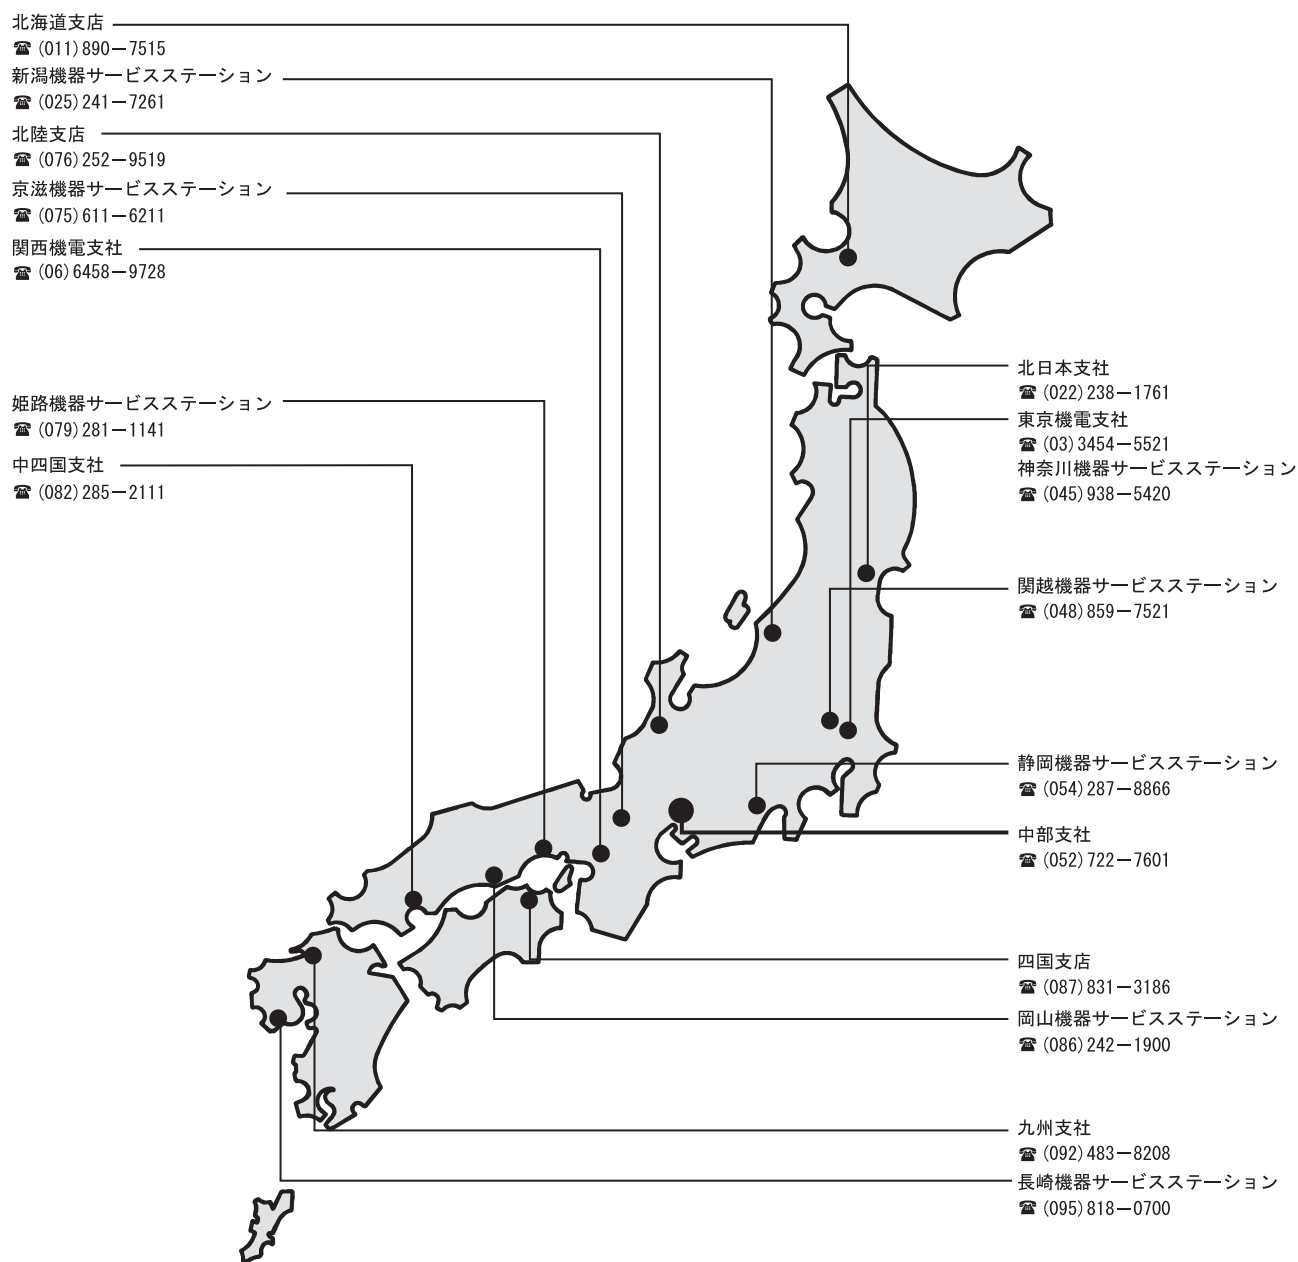 北海道支店
☎ (011)890－7515
新潟機器サービスステーション
☎ (025)241－7261
北陸支店
☎ (076)252－9519
京滋機器サービスステーション
☎ (075)611－6211
関西機電支社
☎ (06)6458－9728
姫路機器サービスステーション
☎ (079)281－1141
中四国支社
☎ (082)285－2111
北日本支社
☎ (022)238－1761
東京機電支社
☎ (03)3454－5521
神奈川機器サービスステーション
☎ (045)938－5420
関越機器サービスステーション
☎ (048)859－7521
静岡機器サービスステーション
☎ (054)287－8866
中部支社
☎ (052)722－7601
四国支店
☎ (087)831－3186
岡山機器サービスステーション
☎ (086)242－1900
九州支社
☎ (092)483－8208
長崎機器サービスステーション
☎ (095)818－0700